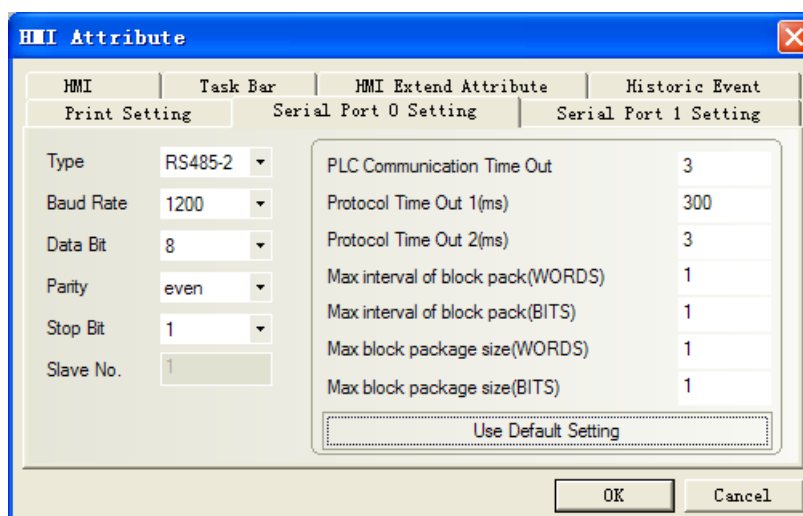 HMI Attribute
HMI Task Bar HMI Extend Attribute Historic Event
Print Setting Serial Port 0 Setting Serial Port 1 Setting
Type RS485-2
Baud Rate 1200
Data Bit 8
Parity even
Stop Bit 1
Slave No. 1
PLC Communication Time Out 3
Protocol Time Out 1(ms) 300
Protocol Time Out 2(ms) 3
Max interval of block pack(WORDS) 1
Max interval of block pack(BITS) 1
Max block package size(WORDS) 1
Max block package size(BITS) 1
Use Default Setting
OK Cancel